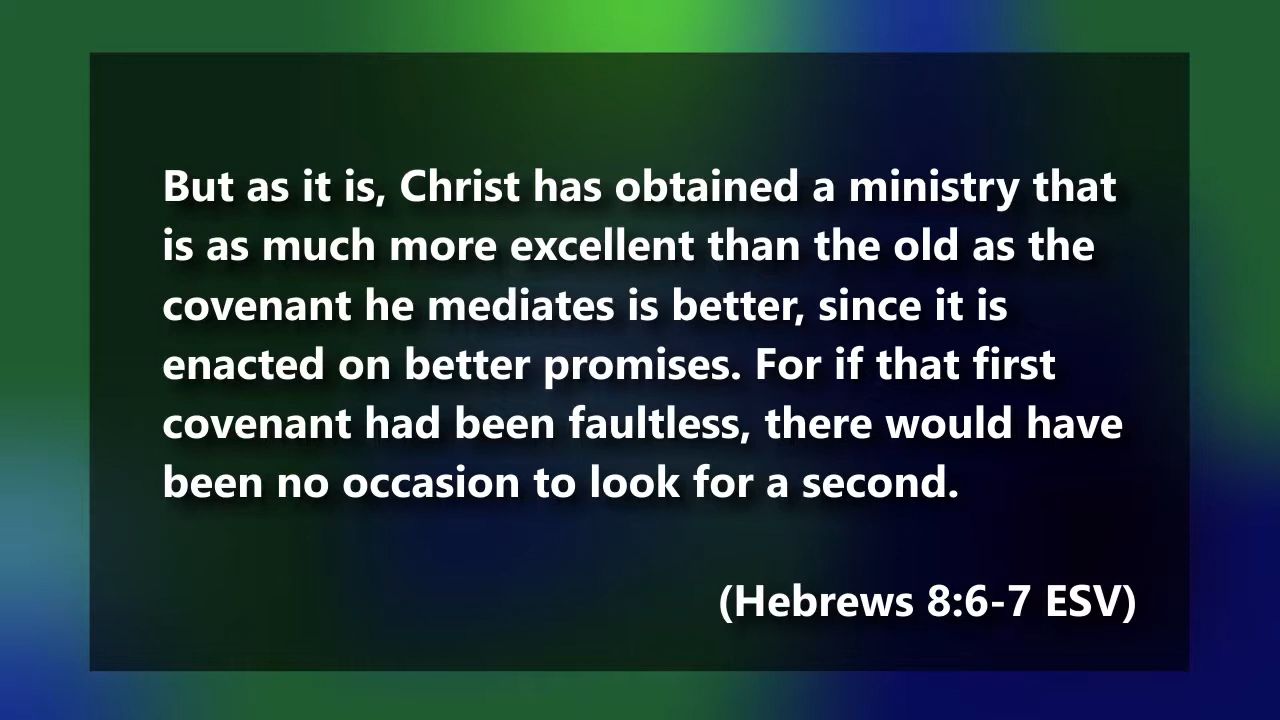 But as it is, Christ has obtained a ministry that
is as much more excellent than the old as the
covenant he mediates is better, since it is
enacted on better promises. For if that first
covenant had been faultless, there would have
been no occasion to look for a second.
(Hebrews 8:6-7 ESV)